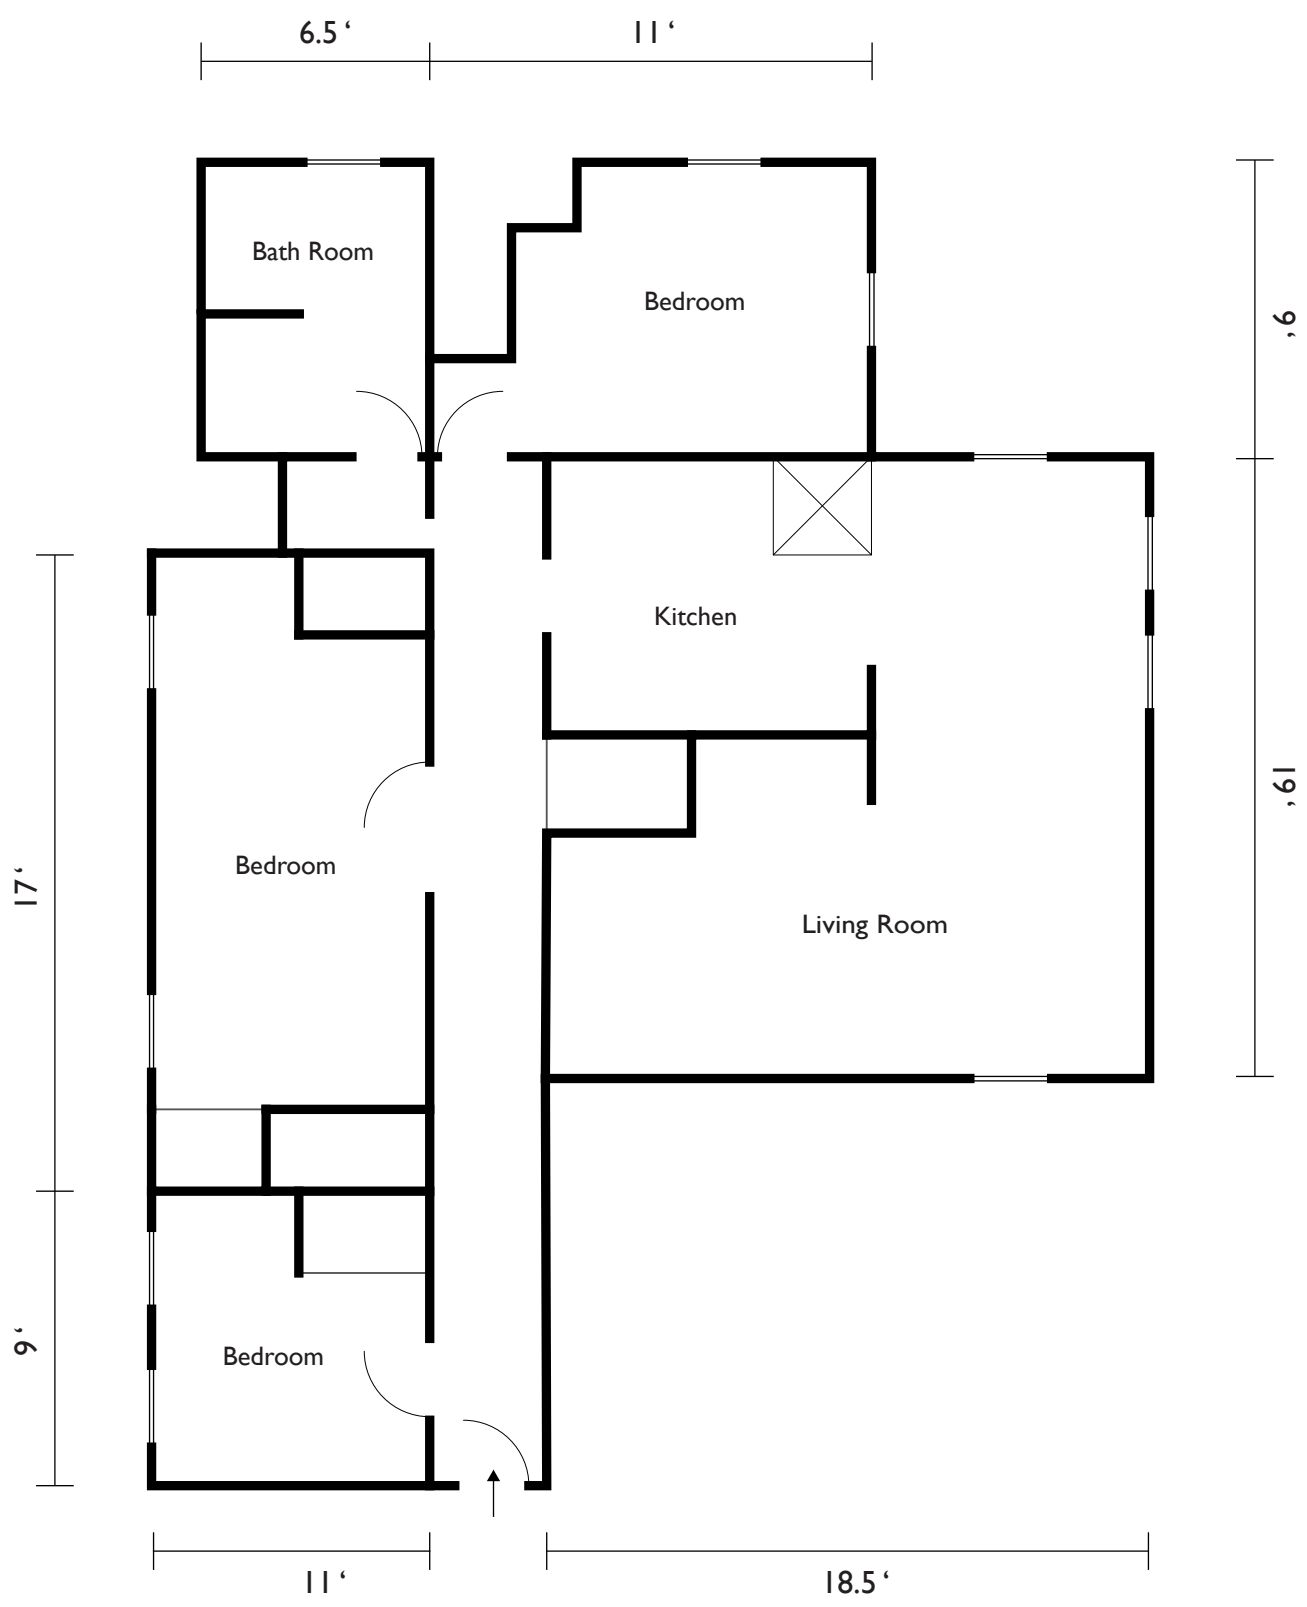 6.5 ‘
11 ‘
Bath Room
Bedroom
9 ‘
Kitchen
19 ‘
17 ‘
Bedroom
Living Room
9 ‘
Bedroom
11 ‘
18.5 ‘